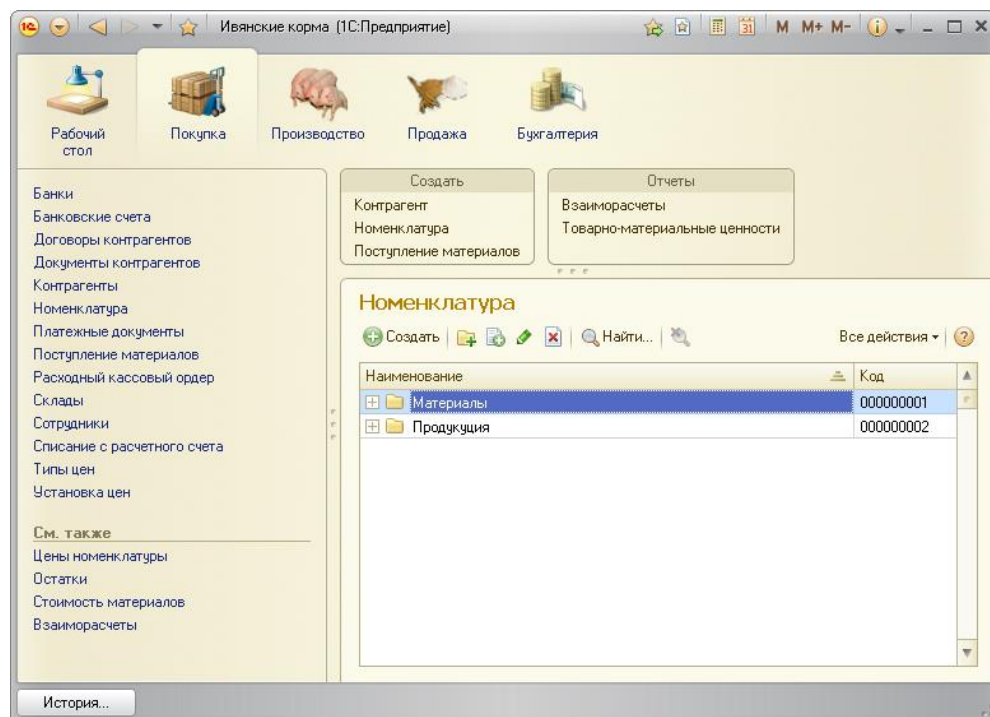 1С Ивянские корма (1С:Предприятие) 31 M M+ M-
Рабочий стол
Покупка
Производство
Продажа
Бухгалтерия
Банки
Банковские счета
Договоры контрагентов
Документы контрагентов
Контрагенты
Номенклатура
Платежные документы
Поступление материалов
Расходный кассовый ордер
Склады
Сотрудники
Списание с расчетного счета
Типы цен
Установка цен
См. также
Цены номенклатуры
Остатки
Стоимость материалов
Взаиморасчеты
Создать
Контрагент
Номенклатура
Поступление материалов
Отчеты
Взаиморасчеты
Товарно-материальные ценности
Номенклатура
Создать Найти... Все действия ?
Наименование Код
Материалы 000000001
Продукуция 000000002
История...